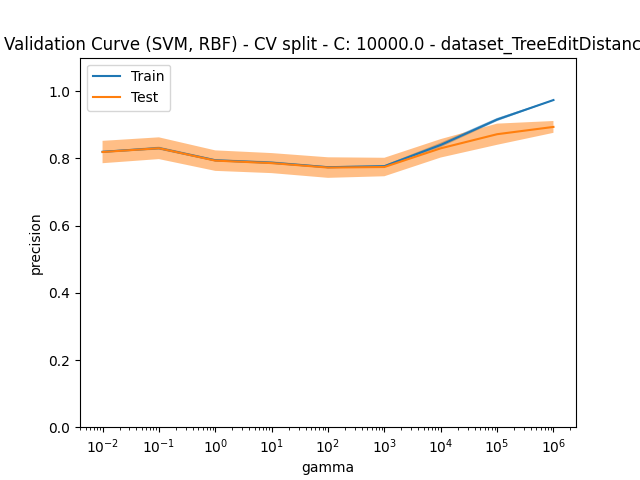 Validation Curve (SVM, RBF) - CV split - C: 10000.0 - dataset_TreeEditDistanc
Train
Test
1.0
0.8
0.6
0.4
0.2
0.0
precision
10⁻² 10⁻¹ 10⁰ 10¹ 10² 10³ 10⁴ 10⁵ 10⁶
gamma